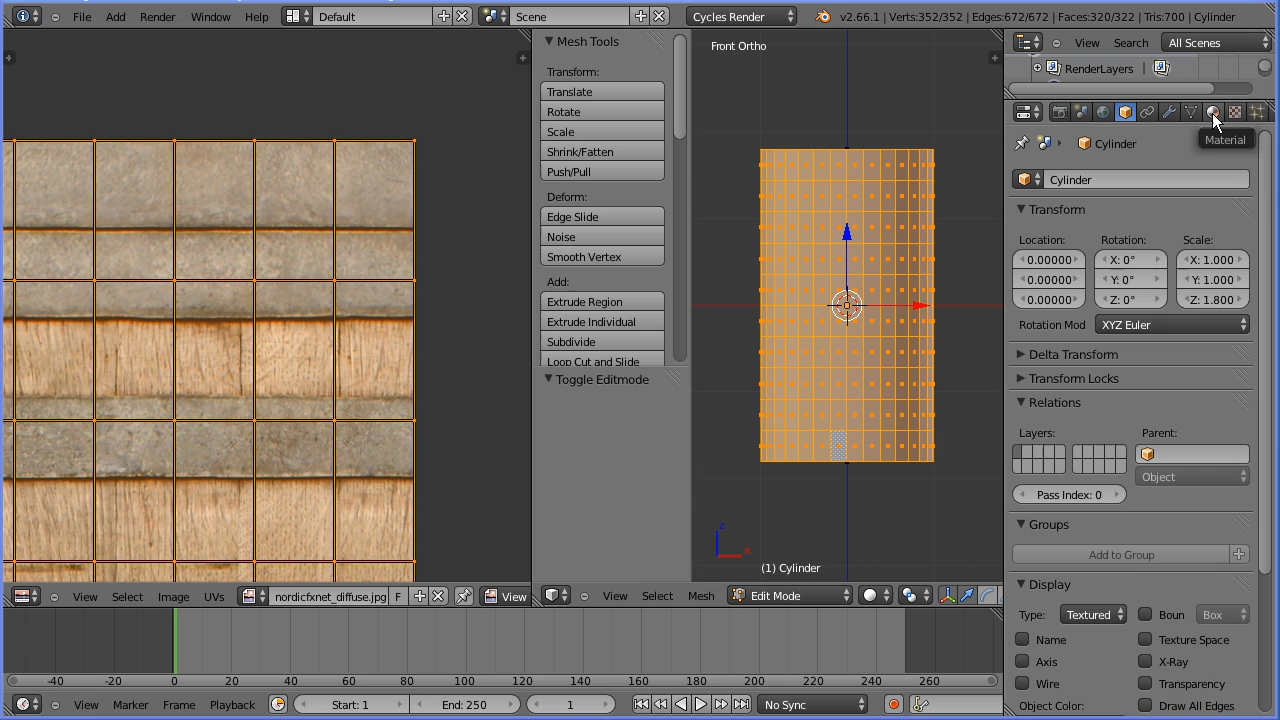 File Add Render Window Help Default Scene Cycles Render v2.66.1 | Verts:352/352 | Edges:672/672 | Faces:320/322 | Tris:700 | Cylinder
Mesh Tools
Transform:
Translate
Rotate
Scale
Shrink/Fatten
Push/Pull
Deform:
Edge Slide
Noise
Smooth Vertex
Add:
Extrude Region
Extrude Individual
Subdivide
Loop Cut and Slide
Toggle Editmode
Front Ortho
z
x
(1) Cylinder
View Search All Scenes
RenderLayers |
Material
Cylinder
Cylinder
Transform
Location: Rotation: Scale:
0.00000 X: 0° X: 1.000
0.00000 Y: 0° Y: 1.000
0.00000 Z: 0° Z: 1.800
Rotation Mod XYZ Euler
Delta Transform
Transform Locks
Relations
Layers: Parent:
Object
Pass Index: 0
Groups
Add to Group
Display
Type: Textured Boun Box
Name Texture Space
Axis X-Ray
Wire Transparency
Object Color: Draw All Edges
View Select Image UVs nordicfxnet_diffuse.jpg F View
View Select Mesh Edit Mode
-40 -20 0 20 40 60 80 100 120 140 160 180 200 220 240 260
View Marker Frame Playback Start: 1 End: 250 1 No Sync